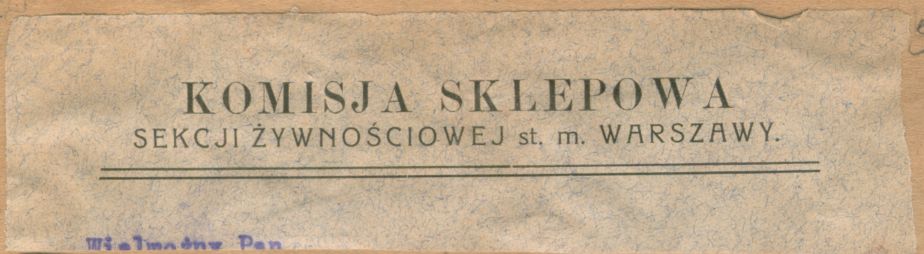 KOMISJA SKLEPOWA
SEKCJI ŻYWNOŚCIOWEJ st. m. WARSZAWY.
Wielmożny Pan